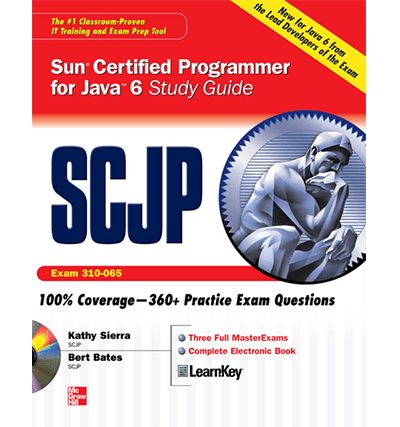 The #1 Classroom-Proven
IT Training and Exam Prep Tool
New for Java 6 from
the Lead Developers of the Exam
Sun® Certified Programmer
for Java™ 6 Study Guide
SCJP
Exam 310-065
100% Coverage—360+ Practice Exam Questions
Kathy Sierra
SCJP
Bert Bates
SCJP
Three Full MasterExams
Complete Electronic Book
LearnKey
Mc
Graw
Hill